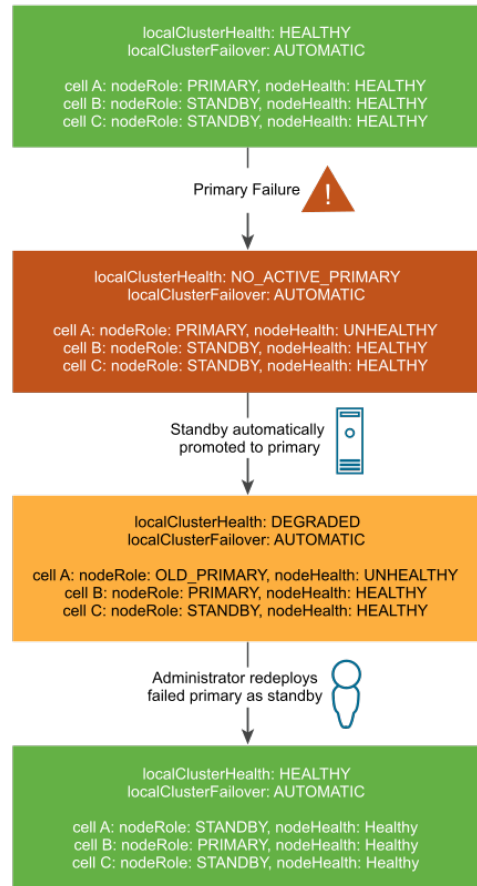 localClusterHealth: HEALTHY
localClusterFailover: AUTOMATIC
cell A: nodeRole: PRIMARY, nodeHealth: HEALTHY
cell B: nodeRole: STANDBY, nodeHealth: HEALTHY
cell C: nodeRole: STANDBY, nodeHealth: HEALTHY
Primary Failure
!
localClusterHealth: NO_ACTIVE_PRIMARY
localClusterFailover: AUTOMATIC
cell A: nodeRole: PRIMARY, nodeHealth: UNHEALTHY
cell B: nodeRole: STANDBY, nodeHealth: HEALTHY
cell C: nodeRole: STANDBY, nodeHealth: HEALTHY
Standby automatically
promoted to primary
localClusterHealth: DEGRADED
localClusterFailover: AUTOMATIC
cell A: nodeRole: OLD_PRIMARY, nodeHealth: UNHEALTHY
cell B: nodeRole: PRIMARY, nodeHealth: HEALTHY
cell C: nodeRole: STANDBY, nodeHealth: HEALTHY
Administrator redeploys
failed primary as standby
localClusterHealth: HEALTHY
localClusterFailover: AUTOMATIC
cell A: nodeRole: STANDBY, nodeHealth: Healthy
cell B: nodeRole: PRIMARY, nodeHealth: Healthy
cell C: nodeRole: STANDBY, nodeHealth: Healthy